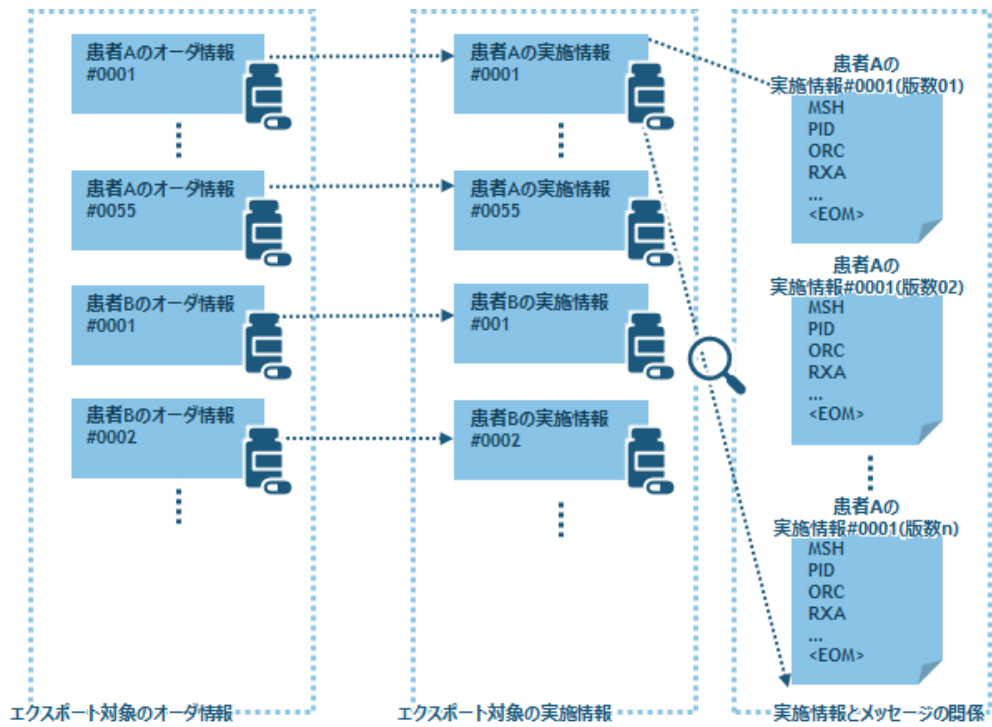 患者Aのオーダ情報
#0001
患者Aのオーダ情報
#0055
患者Bのオーダ情報
#0001
患者Bのオーダ情報
#0002
エクスポート対象のオーダ情報
患者Aの実施情報
#0001
患者Aの実施情報
#0055
患者Bの実施情報
#001
患者Bの実施情報
#0002
エクスポート対象の実施情報
患者Aの
実施情報#0001(版数01)
MSH
PID
ORC
RXA
...
<EOM>
患者Aの
実施情報#0001(版数02)
MSH
PID
ORC
RXA
...
<EOM>
患者Aの
実施情報#0001(版数n)
MSH
PID
ORC
RXA
...
<EOM>
実施情報とメッセージの関係